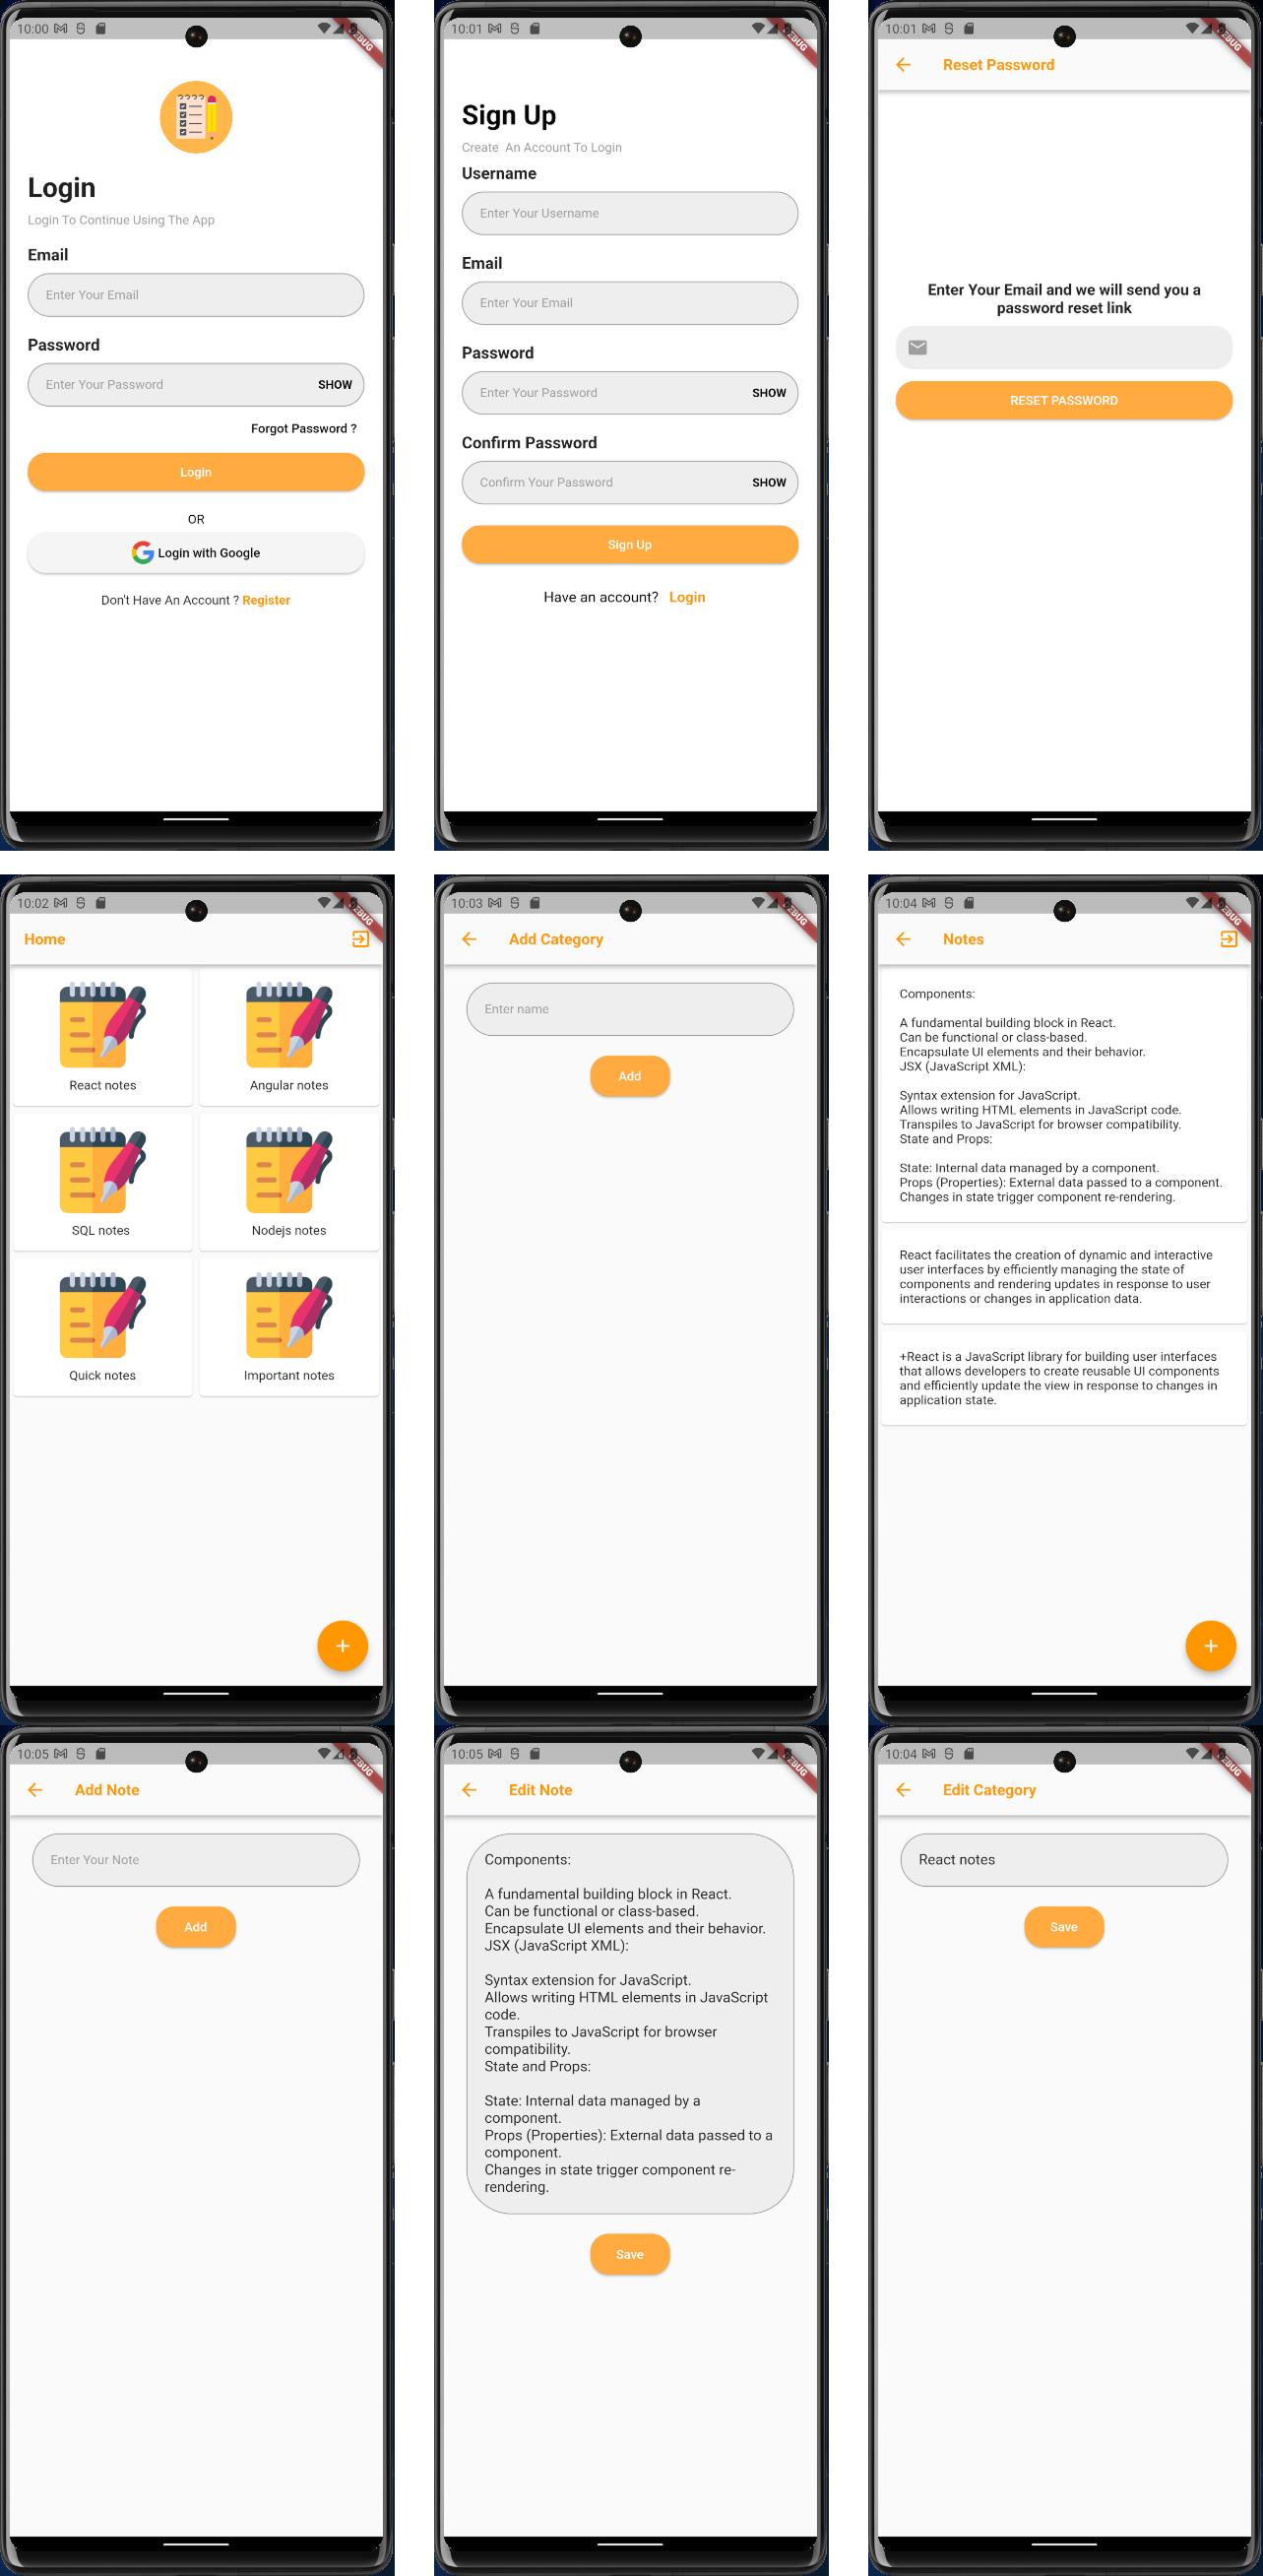 10:00
DEBUG
????
Login
Login To Continue Using The App
Email
Enter Your Email
Password
Enter Your Password SHOW
Forgot Password ?
Login
OR
Login with Google
Don't Have An Account ? Register
10:01
DEBUG
Sign Up
Create An Account To Login
Username
Enter Your Username
Email
Enter Your Email
Password
Enter Your Password SHOW
Confirm Password
Confirm Your Password SHOW
Sign Up
Have an account? Login
10:01
DEBUG
Reset Password
Enter Your Email and we will send you a
password reset link
RESET PASSWORD
10:02
DEBUG
Home
React notes
Angular notes
SQL notes
Nodejs notes
Quick notes
Important notes
+
10:03
DEBUG
Add Category
Enter name
Add
10:04
DEBUG
Notes
Components:
A fundamental building block in React.
Can be functional or class-based.
Encapsulate UI elements and their behavior.
JSX (JavaScript XML):
Syntax extension for JavaScript.
Allows writing HTML elements in JavaScript code.
Transpiles to JavaScript for browser compatibility.
State and Props:
State: Internal data managed by a component.
Props (Properties): External data passed to a component.
Changes in state trigger component re-rendering.
React facilitates the creation of dynamic and interactive
user interfaces by efficiently managing the state of
components and rendering updates in response to user
interactions or changes in application data.
+React is a JavaScript library for building user interfaces
that allows developers to create reusable UI components
and efficiently update the view in response to changes in
application state.
+
10:05
DEBUG
Add Note
Enter Your Note
Add
10:05
DEBUG
Edit Note
Components:
A fundamental building block in React.
Can be functional or class-based.
Encapsulate UI elements and their behavior.
JSX (JavaScript XML):
Syntax extension for JavaScript.
Allows writing HTML elements in JavaScript
code.
Transpiles to JavaScript for browser
compatibility.
State and Props:
State: Internal data managed by a
component.
Props (Properties): External data passed to a
component.
Changes in state trigger component re-
rendering.
Save
10:04
DEBUG
Edit Category
React notes
Save